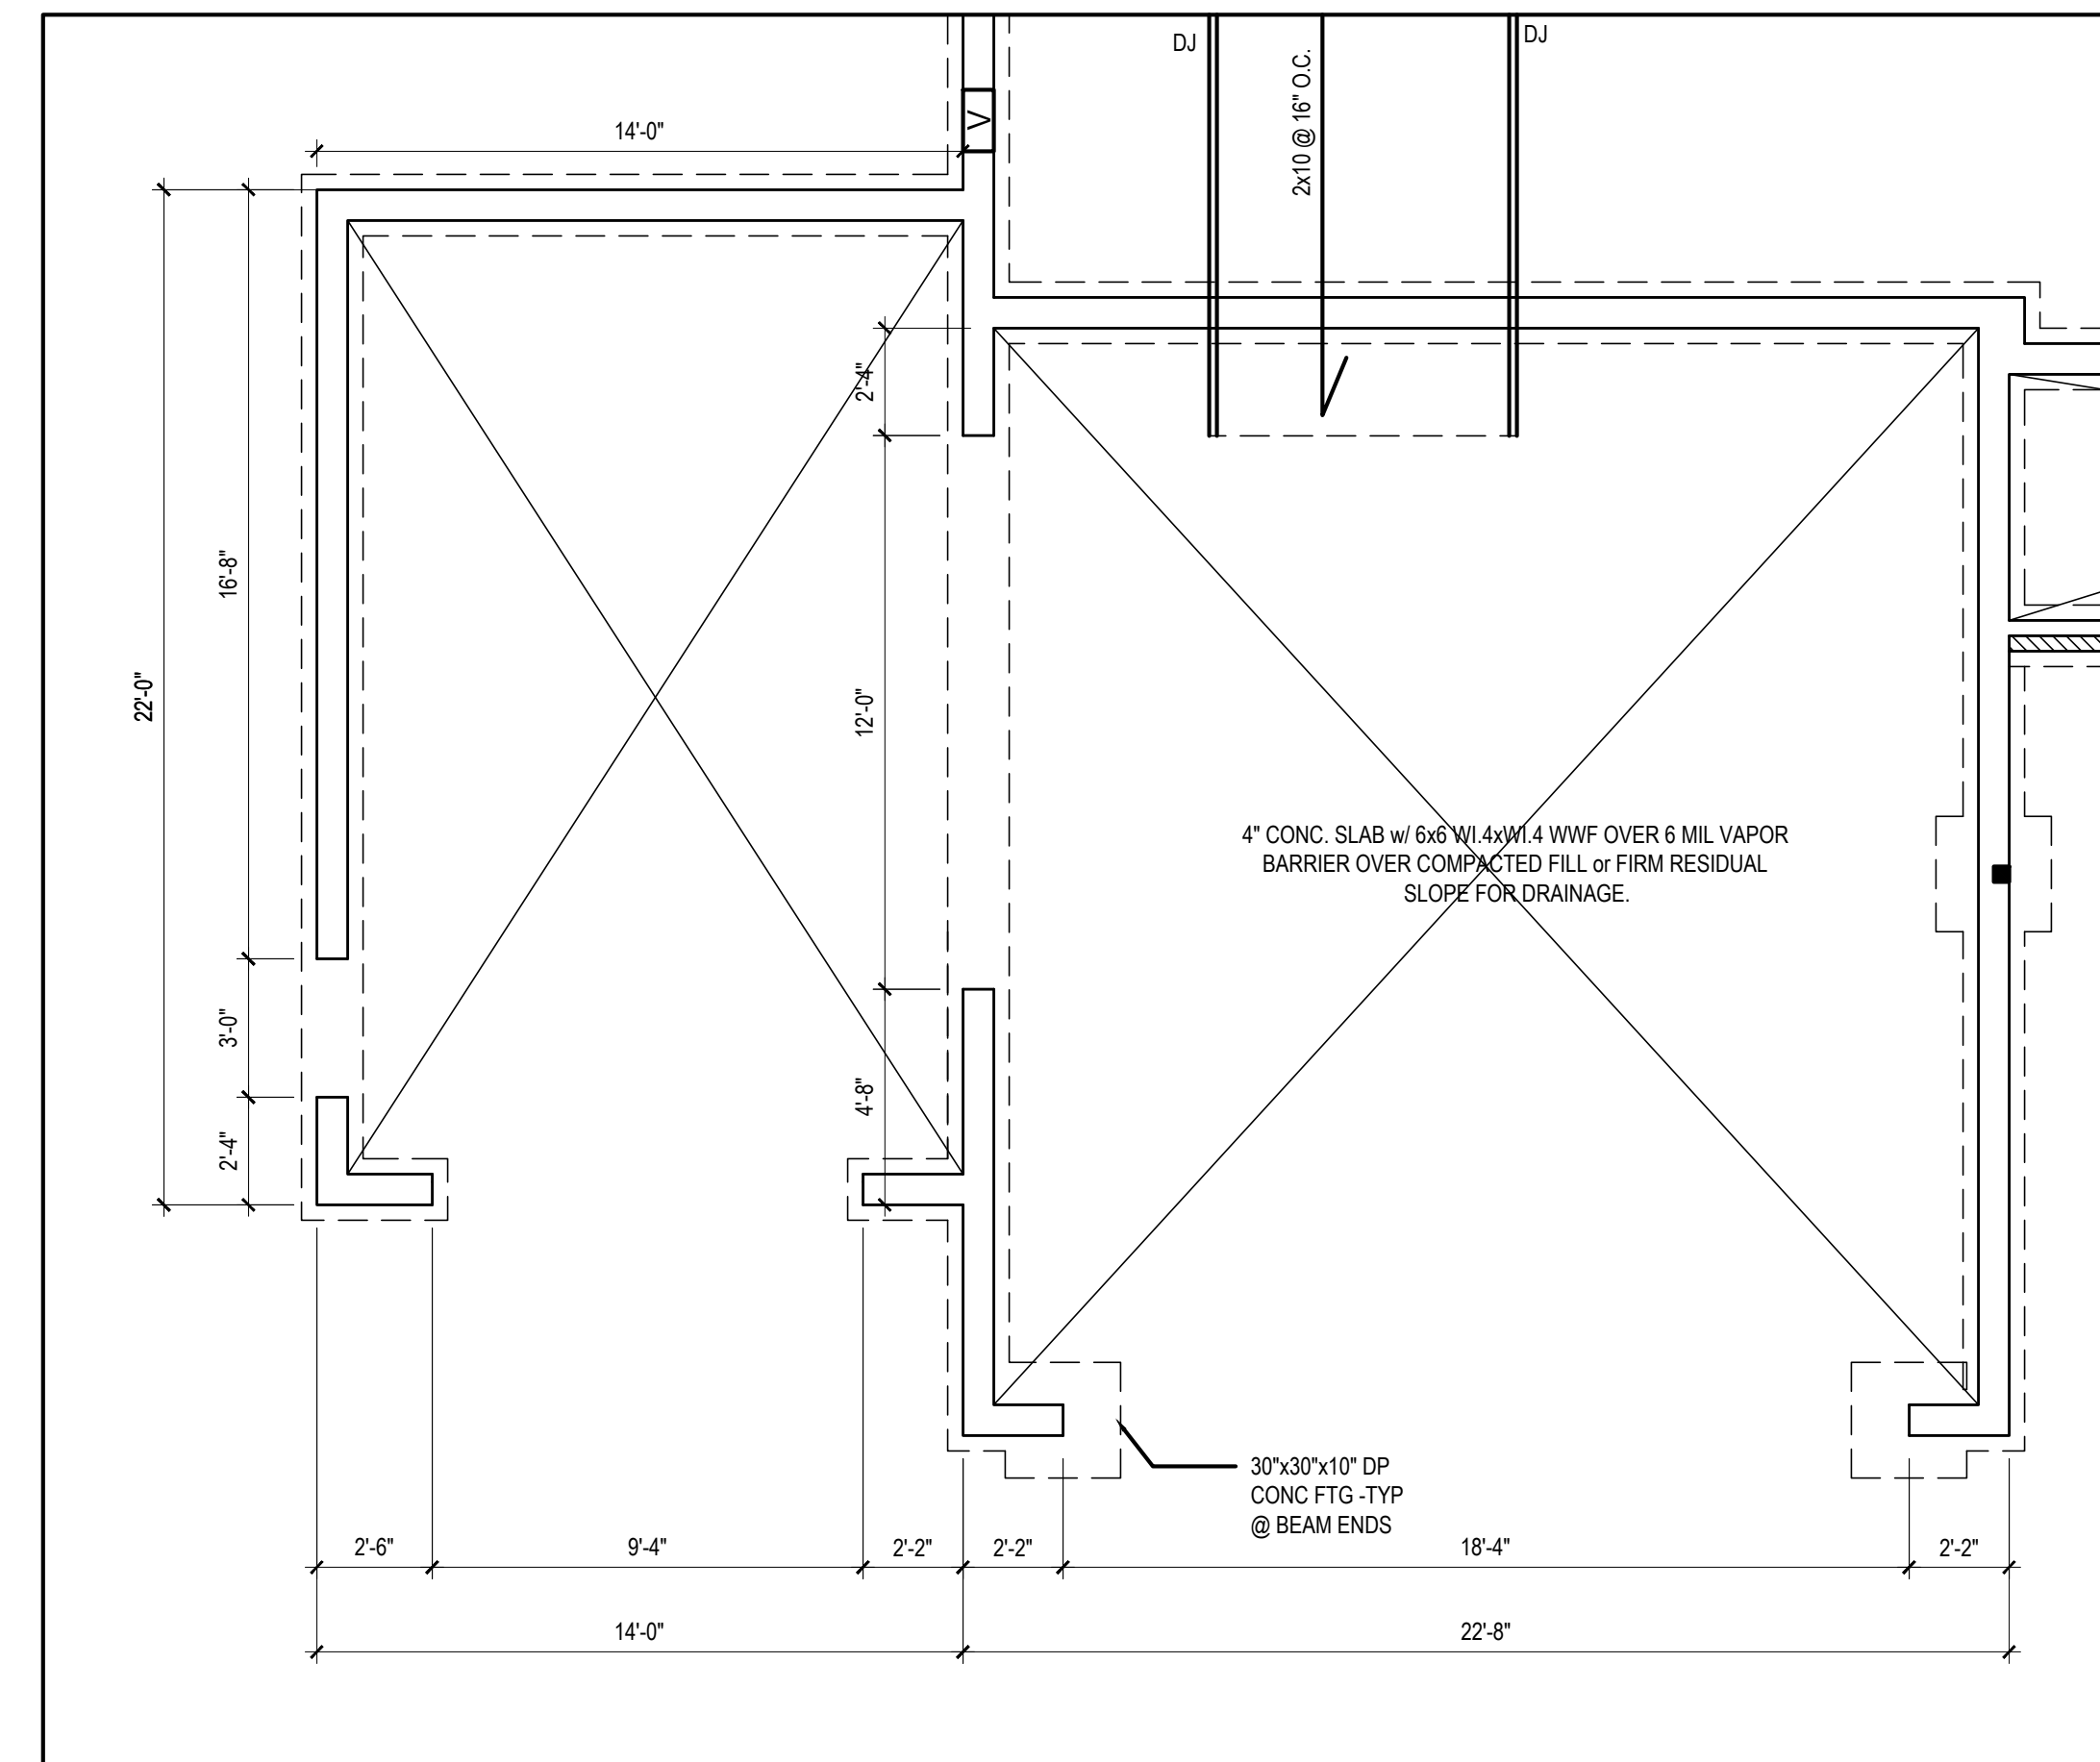 DJ
DJ
2x10 @ 16" O.C.
V
14'-0"
2'-4"
16'-8"
22'-0"
12'-0"
4" CONC. SLAB w/ 6x6 WI.4xWI.4 WWF OVER 6 MIL VAPOR
BARRIER OVER COMPACTED FILL or FIRM RESIDUAL
SLOPE FOR DRAINAGE.
3'-0"
4'-8"
2'-4"
30"x30"x10" DP
CONC FTG -TYP
@ BEAM ENDS
2'-6"
9'-4"
2'-2"
2'-2"
18'-4"
2'-2"
14'-0"
22'-8"